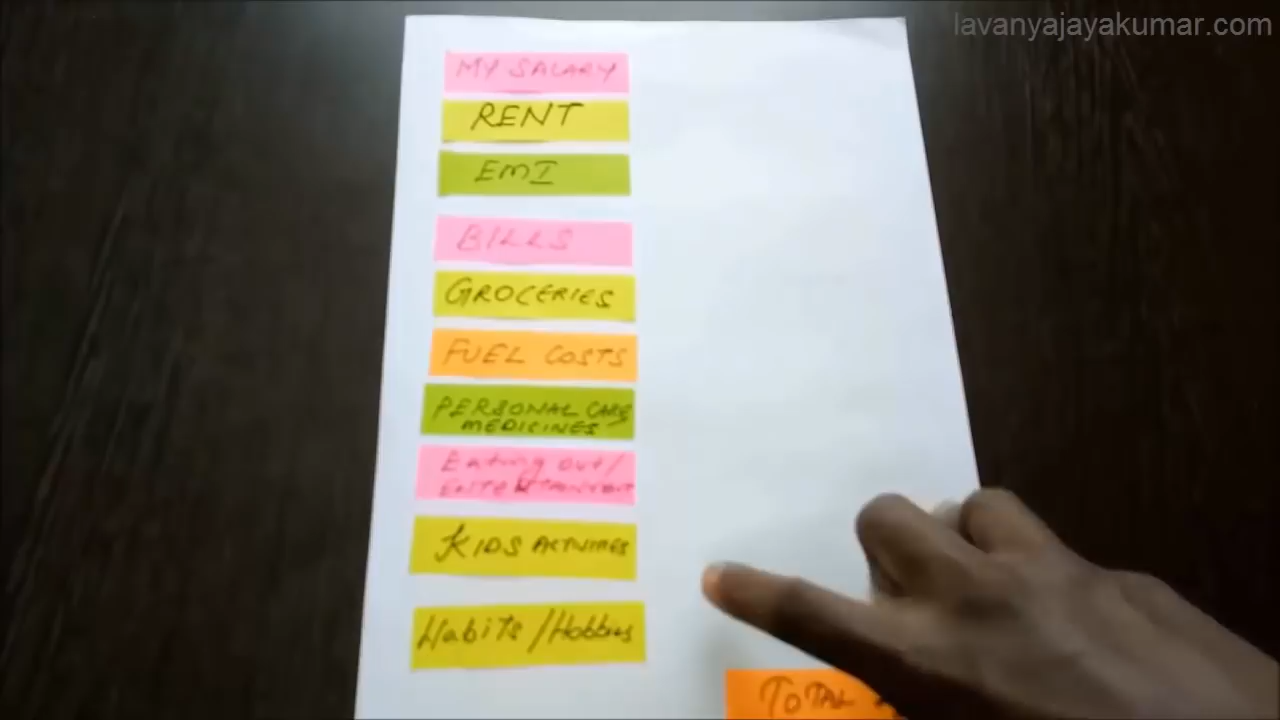 lavanyajayakumar.com
MY SALARY
RENT
EMI
BILLS
GROCERIES
FUEL COSTS
PERSONAL CARE
MEDICINES
Eating out/
ENTERTAINMENT
KIDS ACTIVITIES
Habits/Hobbies
TOTAL